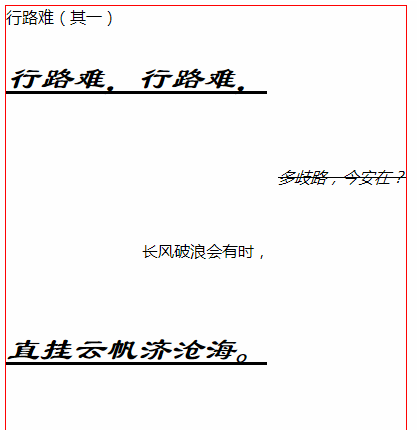 行路难（其一）
行路难，行路难，
多歧路，今安在？
长风破浪会有时，
直挂云帆济沧海。